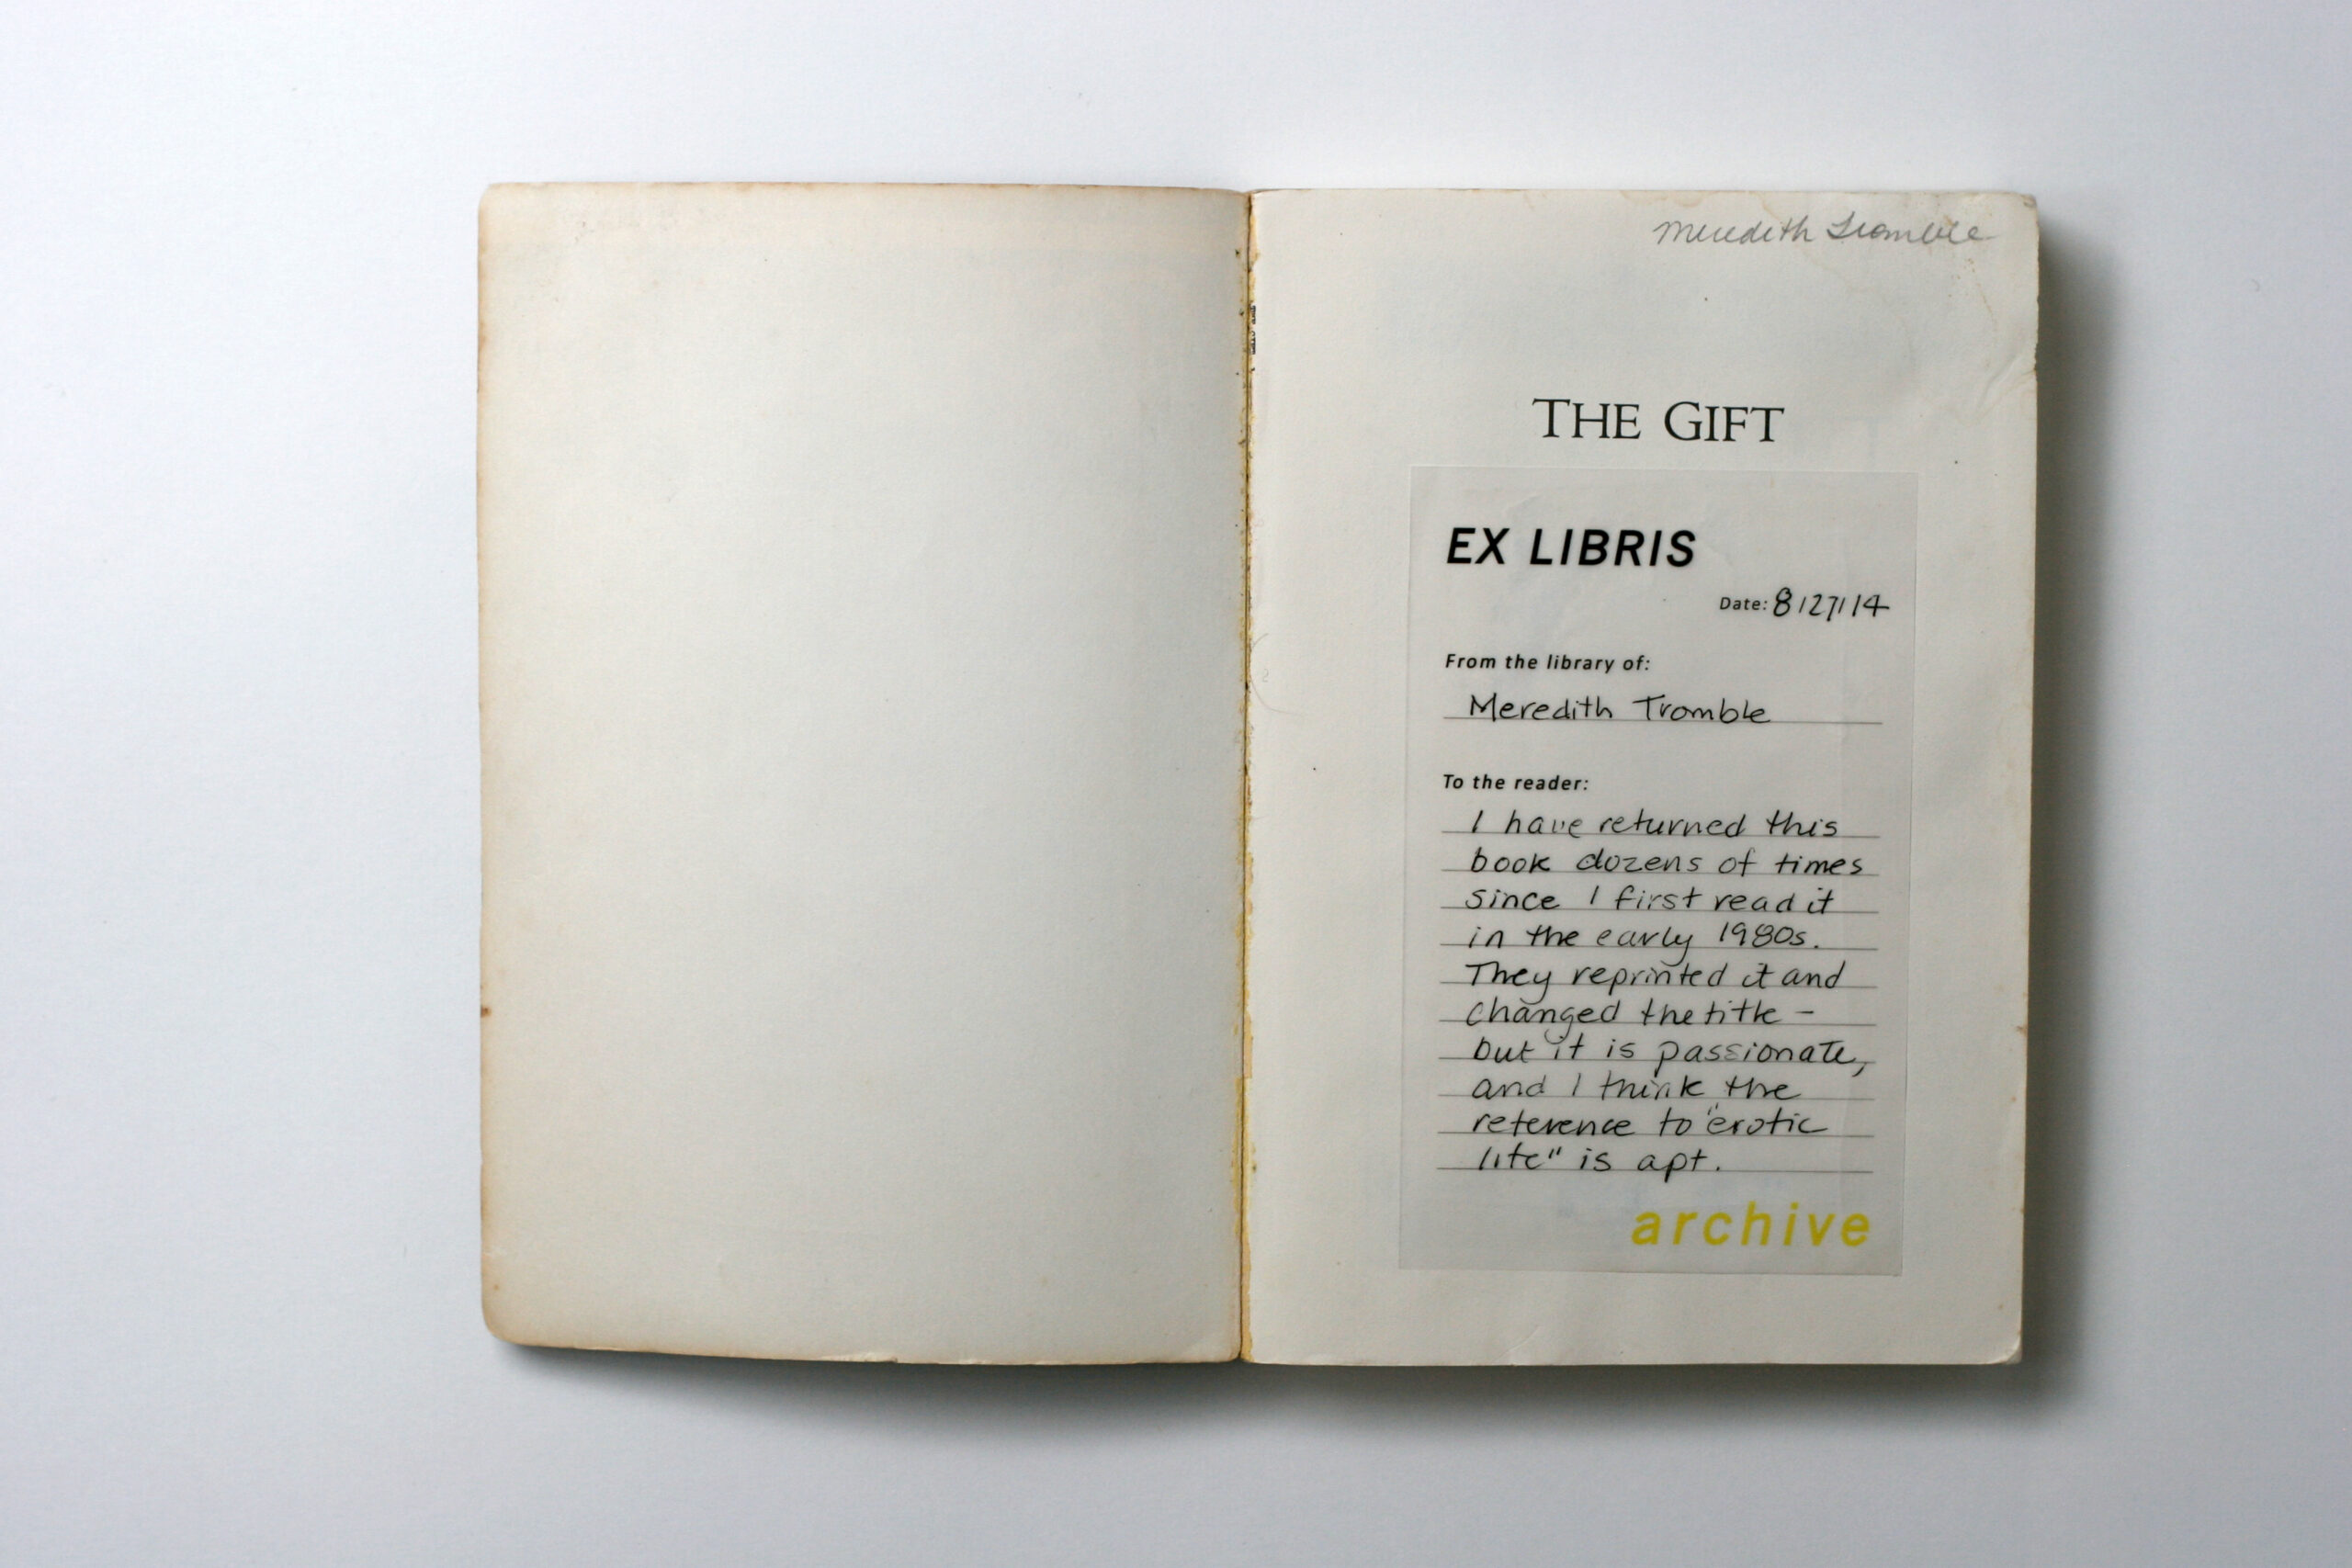 Meredith Tromble
THE GIFT
EX LIBRIS
Date: 8/27/14
From the library of:
Meredith Tromble
To the reader:
I have returned this
book dozens of times
since I first read it
in the early 1980s.
They reprinted it and
changed the title –
but it is passionate,
and I think the
reference to "erotic
life" is apt.
archive